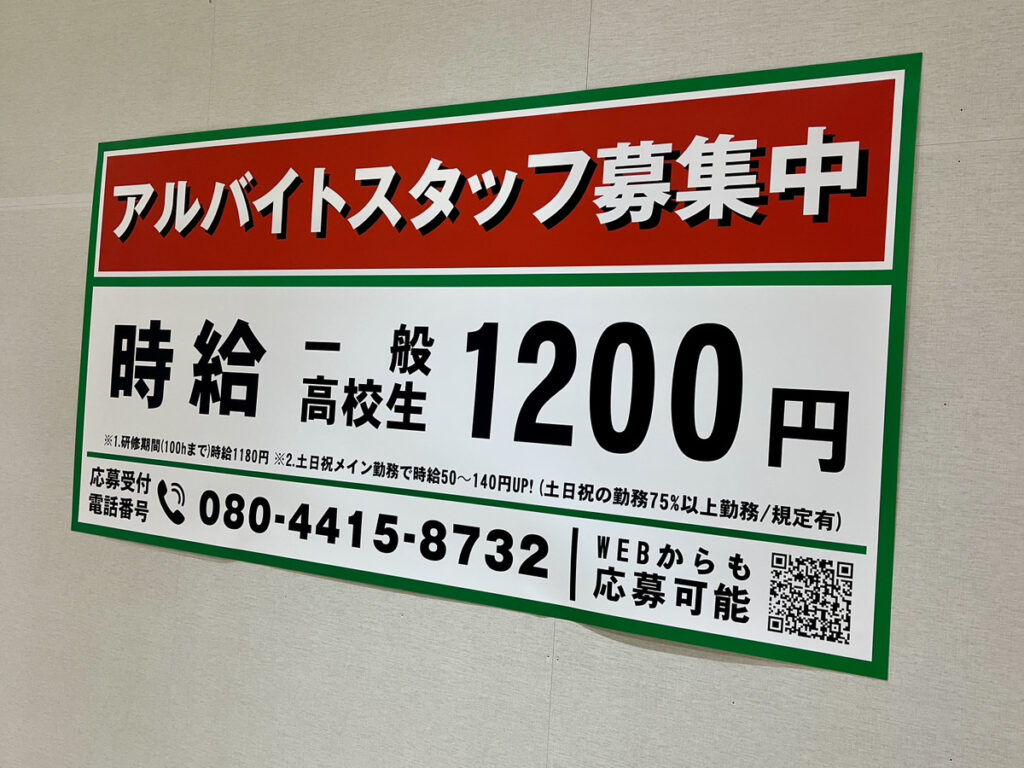 アルバイトスタッフ募集中
時給 一般 高校生 1200円
※1.研修期間(100hまで)時給1180円 ※2.土日祝メイン勤務で時給50～140円UP! (土日祝の勤務75%以上勤務/規定有)
応募受付
電話番号
080-4415-8732
WEBからも
応募可能